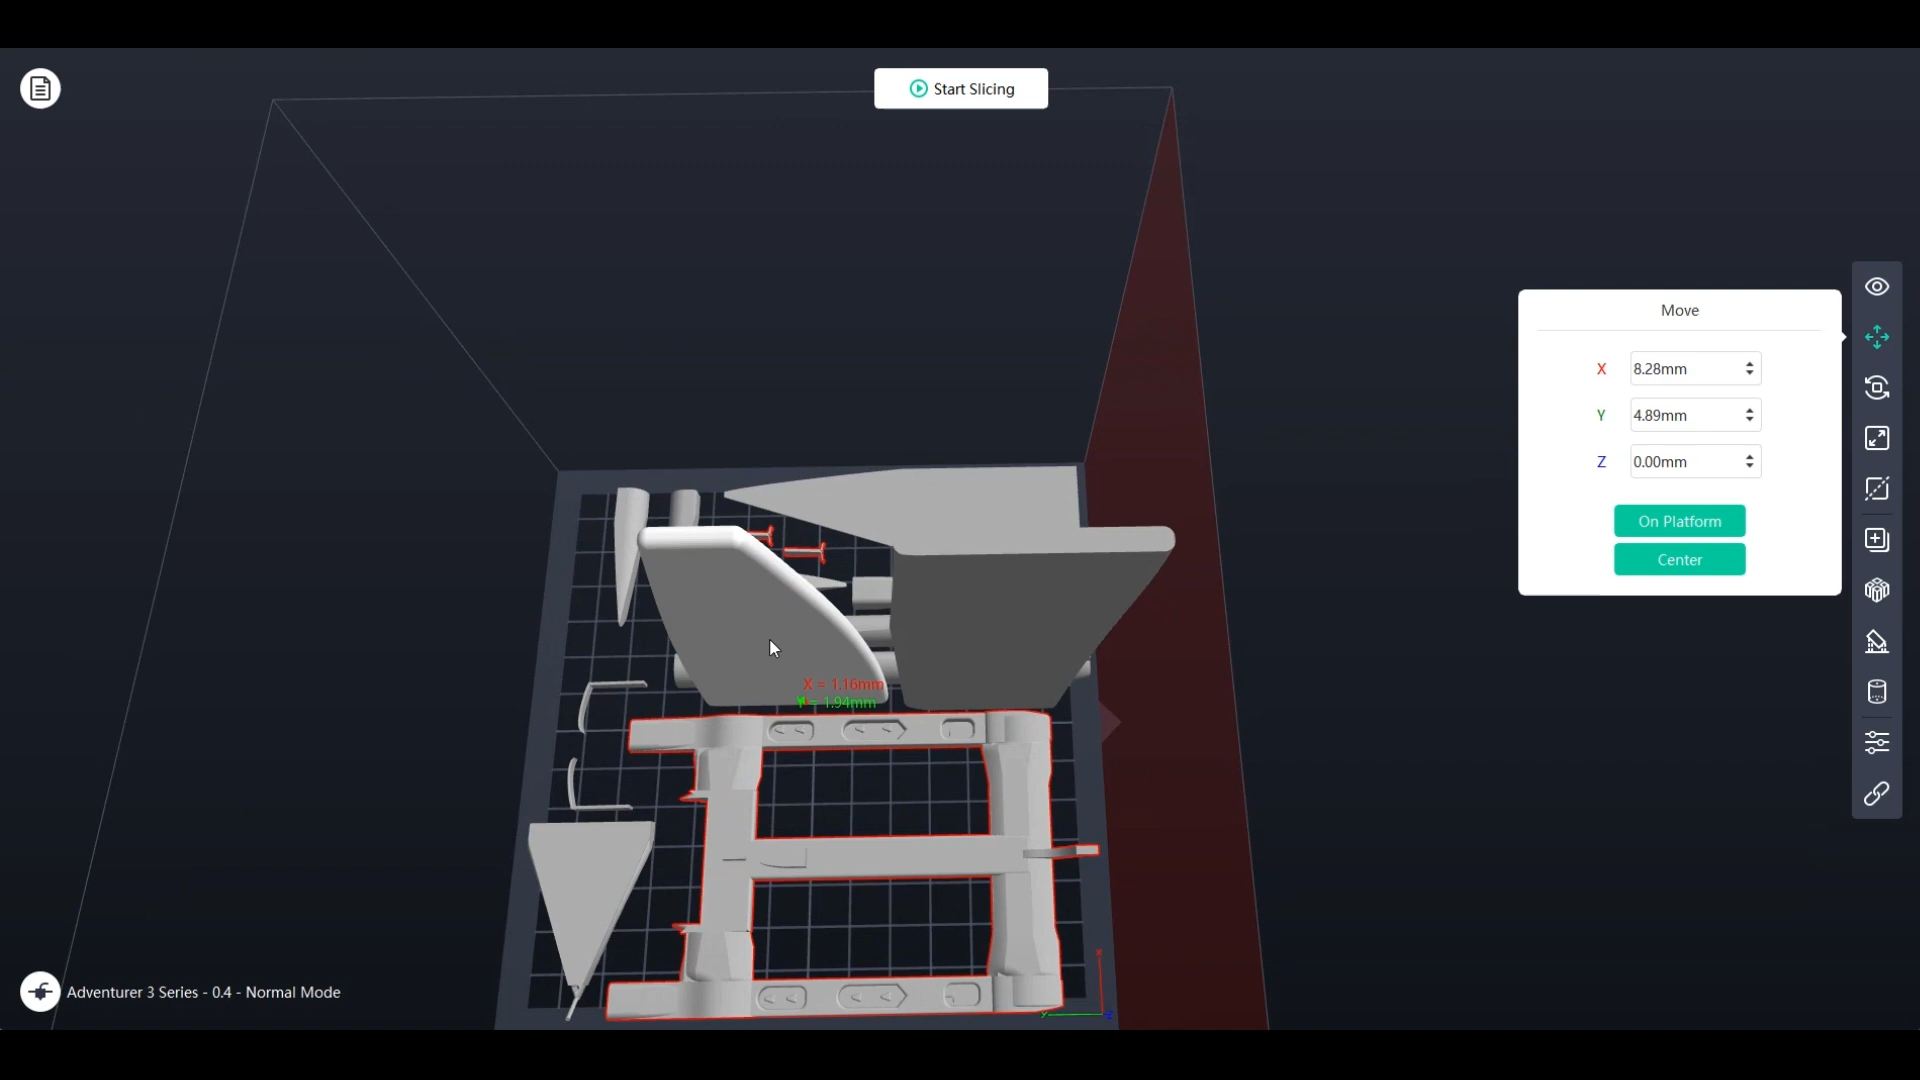 Start Slicing
Move
X 8.28mm
Y 4.89mm
Z 0.00mm
On Platform
Center
X = 1.16mm
Y = 1.94mm
Adventurer 3 Series - 0.4 - Normal Mode